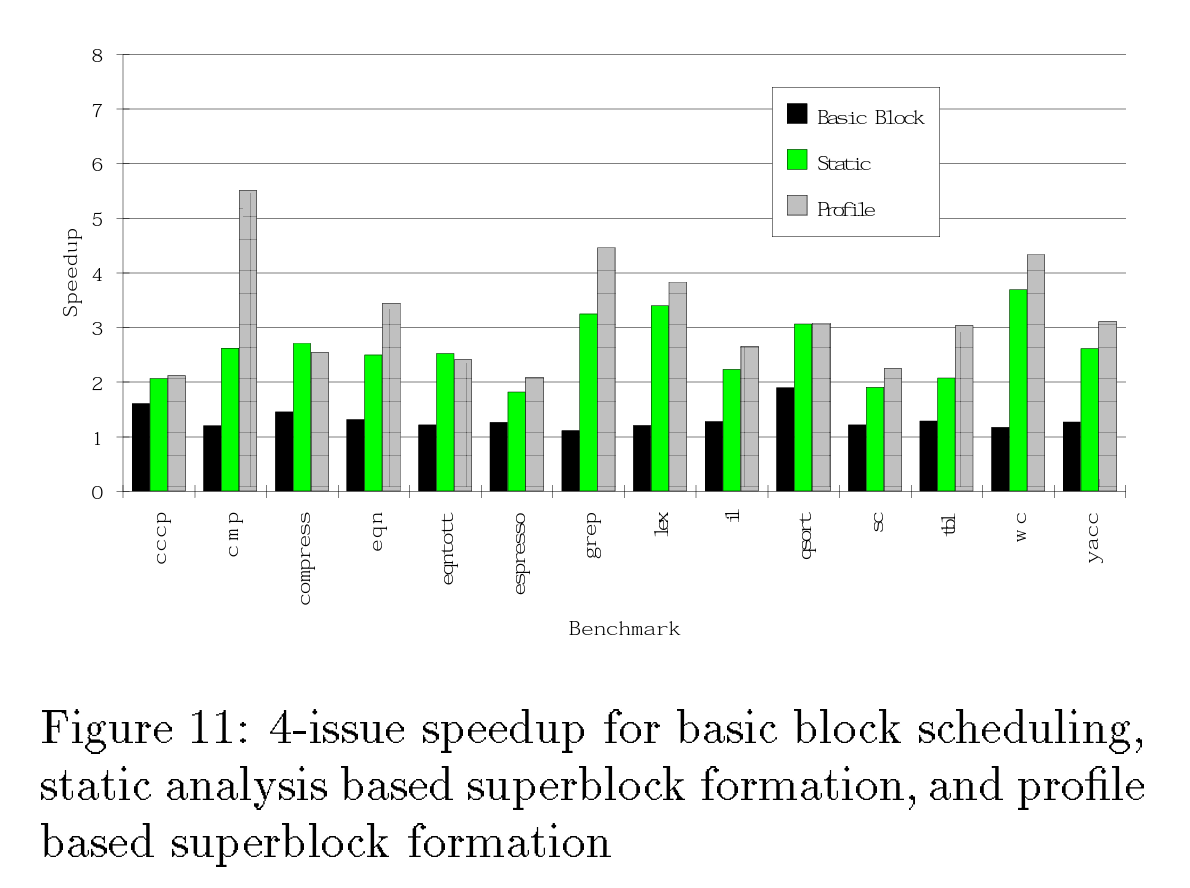 8
7
6
5
4
3
2
1
0
Speedup
Basic Block
Static
Profile
cccp
cmp
compress
eqn
eqntott
espresso
grep
lex
il
qsort
sc
tbl
wc
yacc
Benchmark
Figure 11: 4-issue speedup for basic block scheduling,
static analysis based superblock formation, and profile
based superblock formation